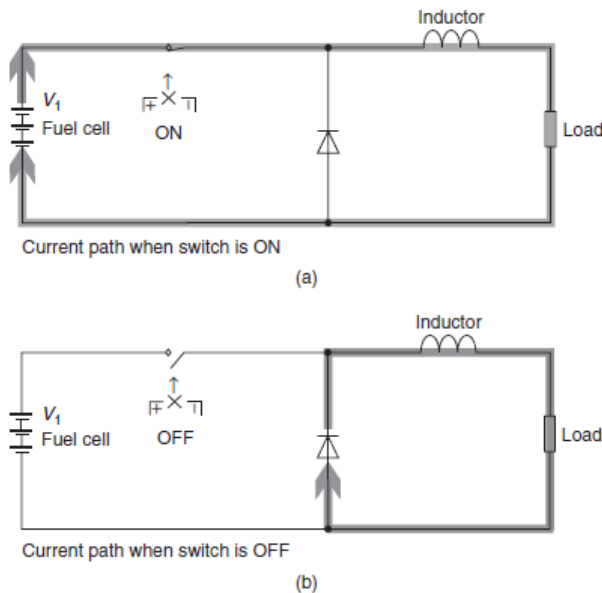 Inductor
V1
Fuel cell
ON
Load
Current path when switch is ON
(a)
Inductor
V1
Fuel cell
OFF
Load
Current path when switch is OFF
(b)